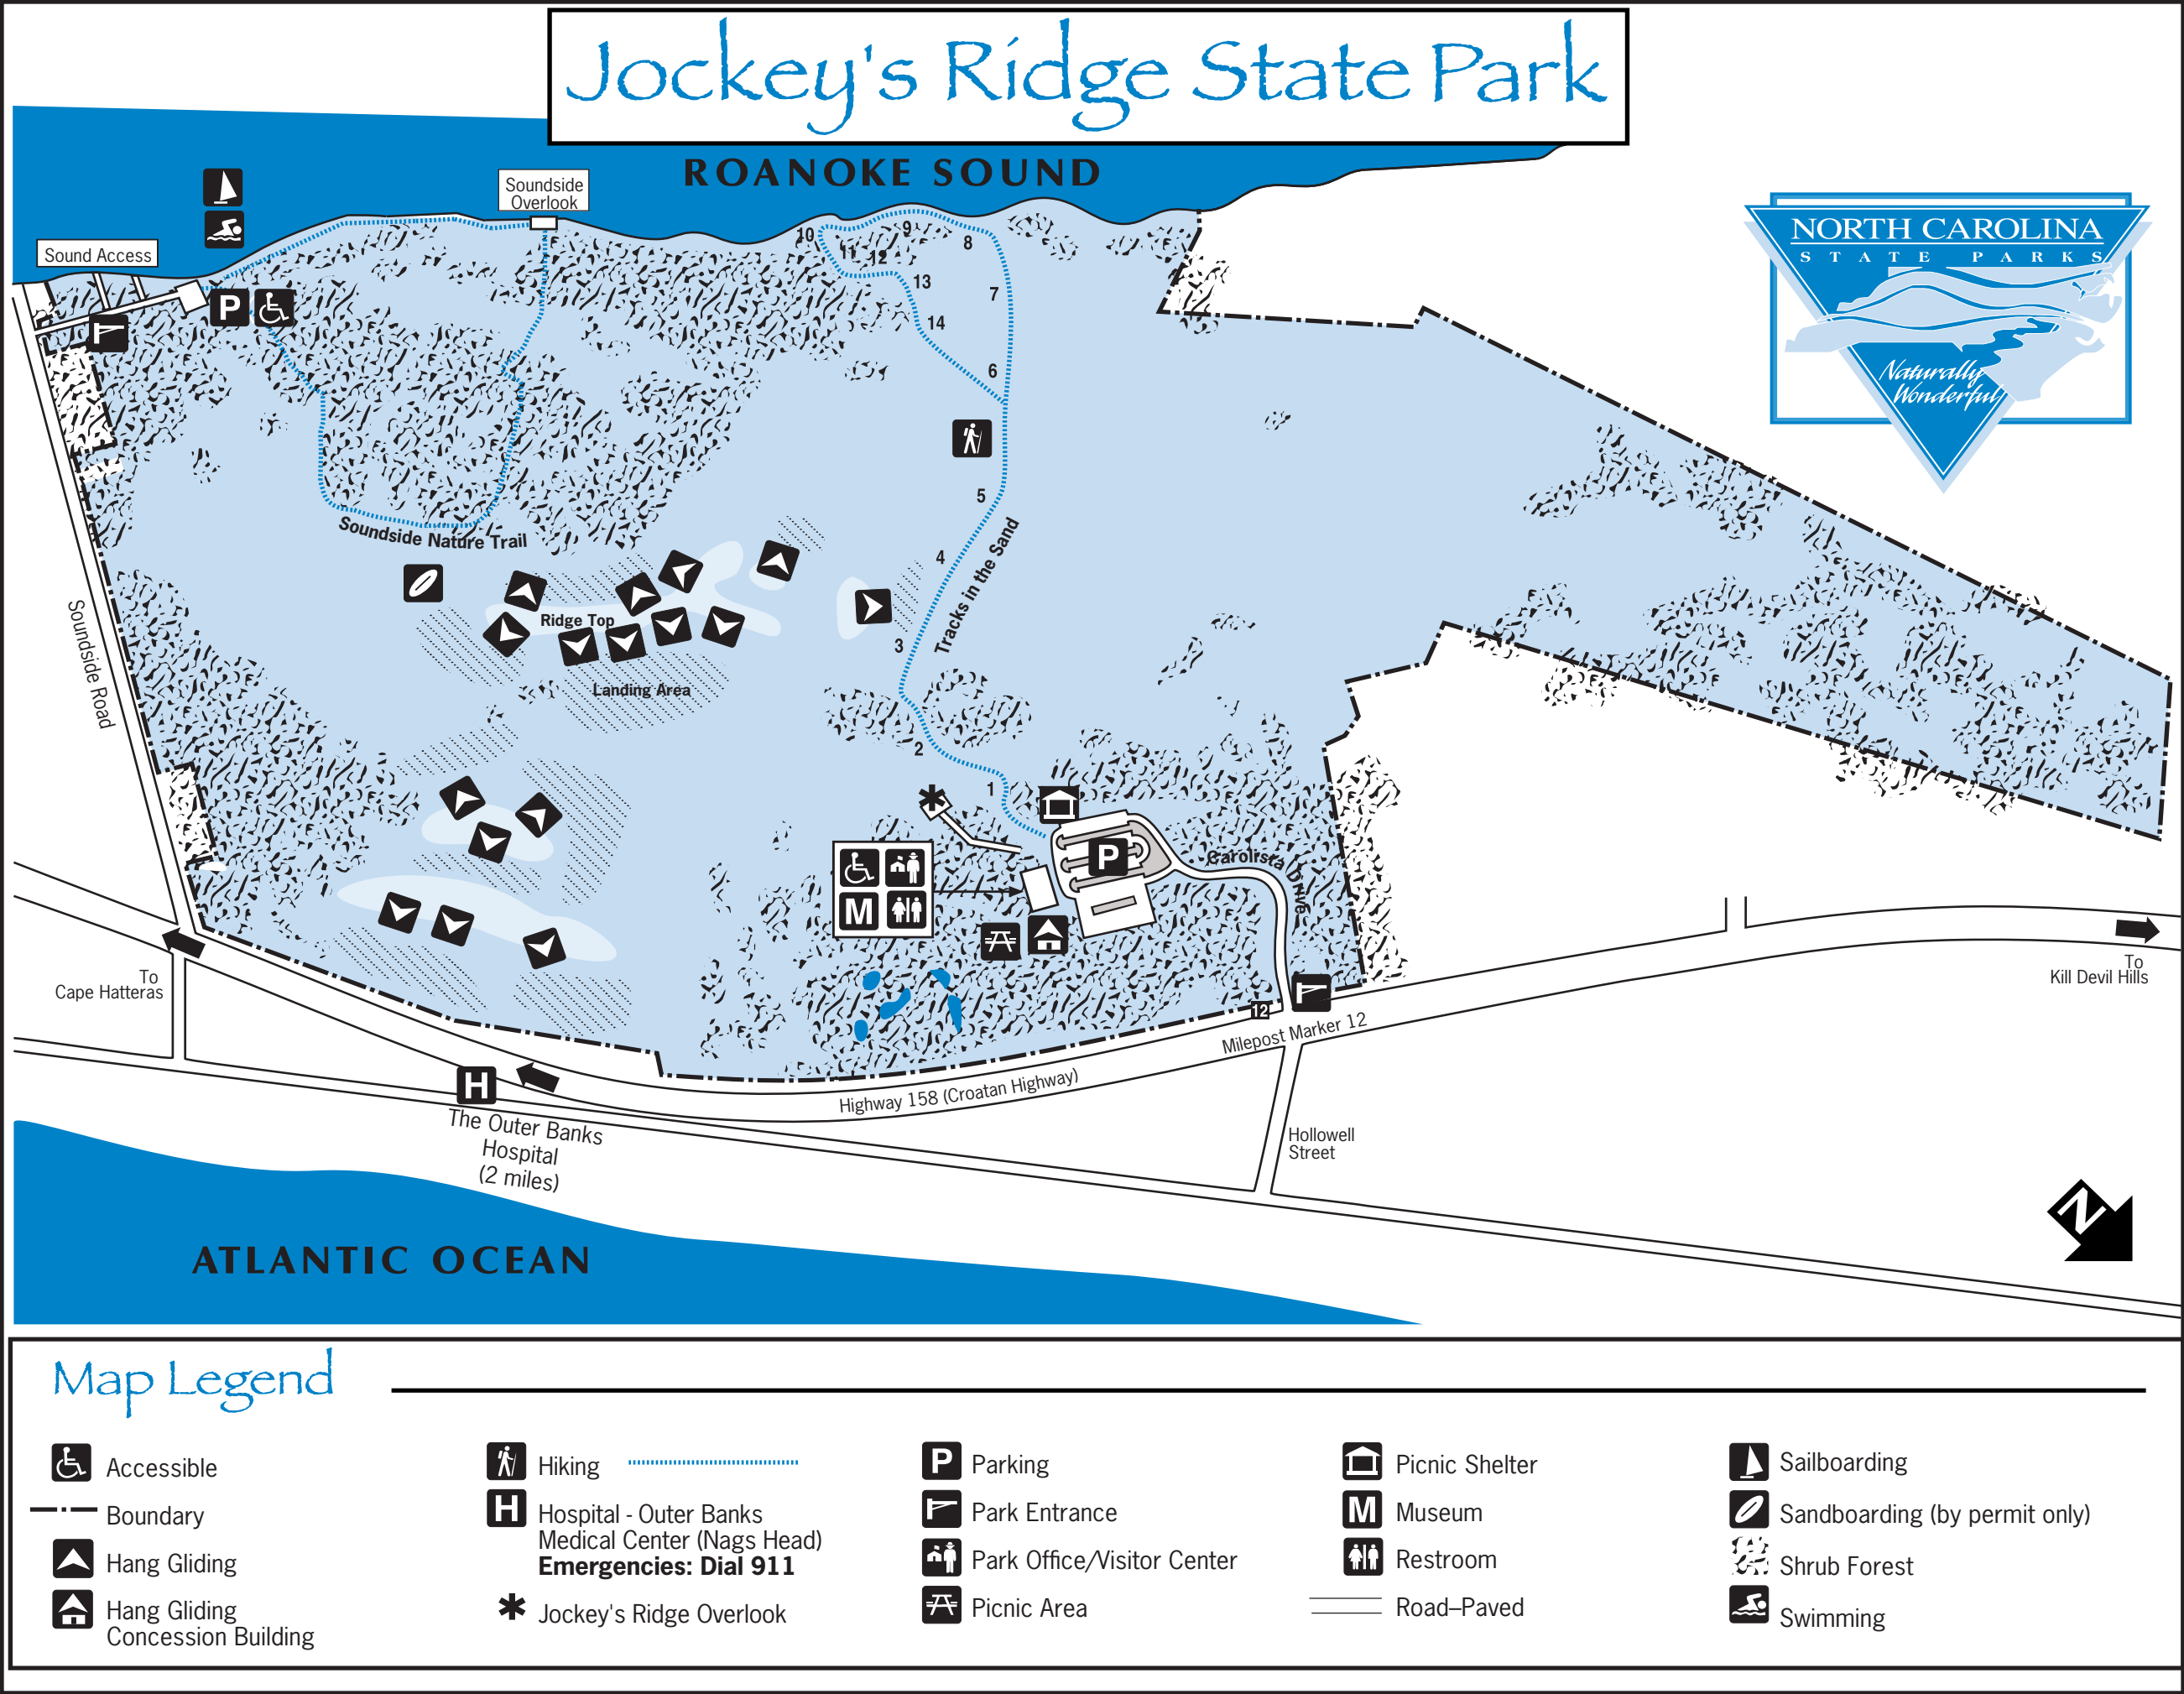 Jockey's Ridge State Park
ROANOKE SOUND
NORTH CAROLINA
STATE PARKS
Naturally
Wonderful
Soundside
Overlook
Sound Access
P
10
9
8
11
12
13
7
14
6
5
4
3
2
1
Tracks in the Sand
Soundside Nature Trail
Ridge Top
Landing Area
Soundside Road
P
M
Carolista Drive
To
Cape Hatteras
To
Kill Devil Hills
12
Milepost Marker 12
Highway 158 (Croatan Highway)
H
The Outer Banks
Hospital
(2 miles)
Hollowell
Street
N
ATLANTIC OCEAN
Map Legend
Accessible
Boundary
Hang Gliding
Hang Gliding
Concession Building
Hiking
H Hospital - Outer Banks
Medical Center (Nags Head)
Emergencies: Dial 911
* Jockey's Ridge Overlook
P Parking
Park Entrance
Park Office/Visitor Center
Picnic Area
Picnic Shelter
M Museum
Restroom
Road–Paved
Sailboarding
Sandboarding (by permit only)
Shrub Forest
Swimming